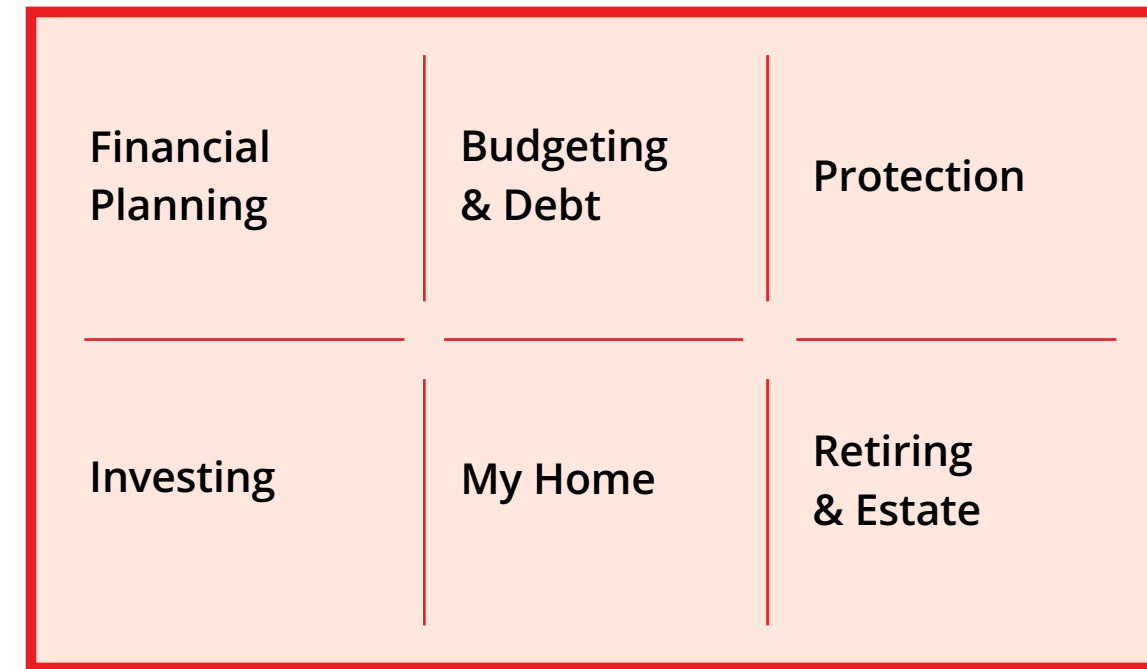 Financial
Planning
Budgeting
& Debt
Protection
Investing
My Home
Retiring
& Estate